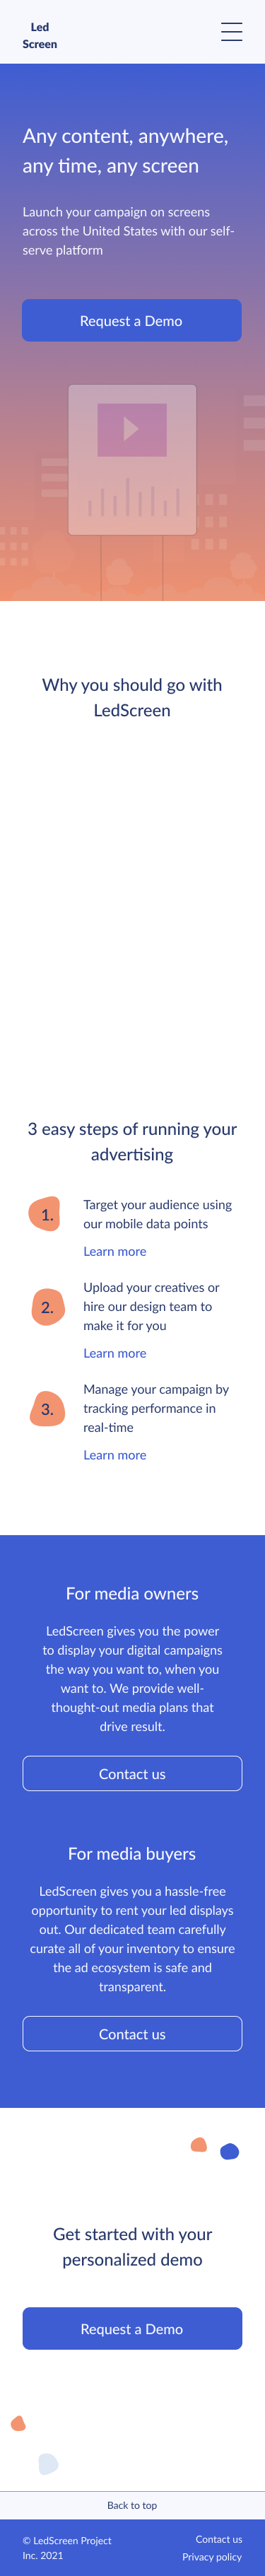 Led
Screen
Any content, anywhere,
any time, any screen
Launch your campaign on screens
across the United States with our self-
serve platform
Request a Demo
Why you should go with
LedScreen
3 easy steps of running your
advertising
1.
Target your audience using
our mobile data points
Learn more
2.
Upload your creatives or
hire our design team to
make it for you
Learn more
3.
Manage your campaign by
tracking performance in
real-time
Learn more
For media owners
LedScreen gives you the power
to display your digital campaigns
the way you want to, when you
want to. We provide well-
thought-out media plans that
drive result.
Contact us
For media buyers
LedScreen gives you a hassle-free
opportunity to rent your led displays
out. Our dedicated team carefully
curate all of your inventory to ensure
the ad ecosystem is safe and
transparent.
Contact us
Get started with your
personalized demo
Request a Demo
Back to top
© LedScreen Project
Inc. 2021
Contact us
Privacy policy